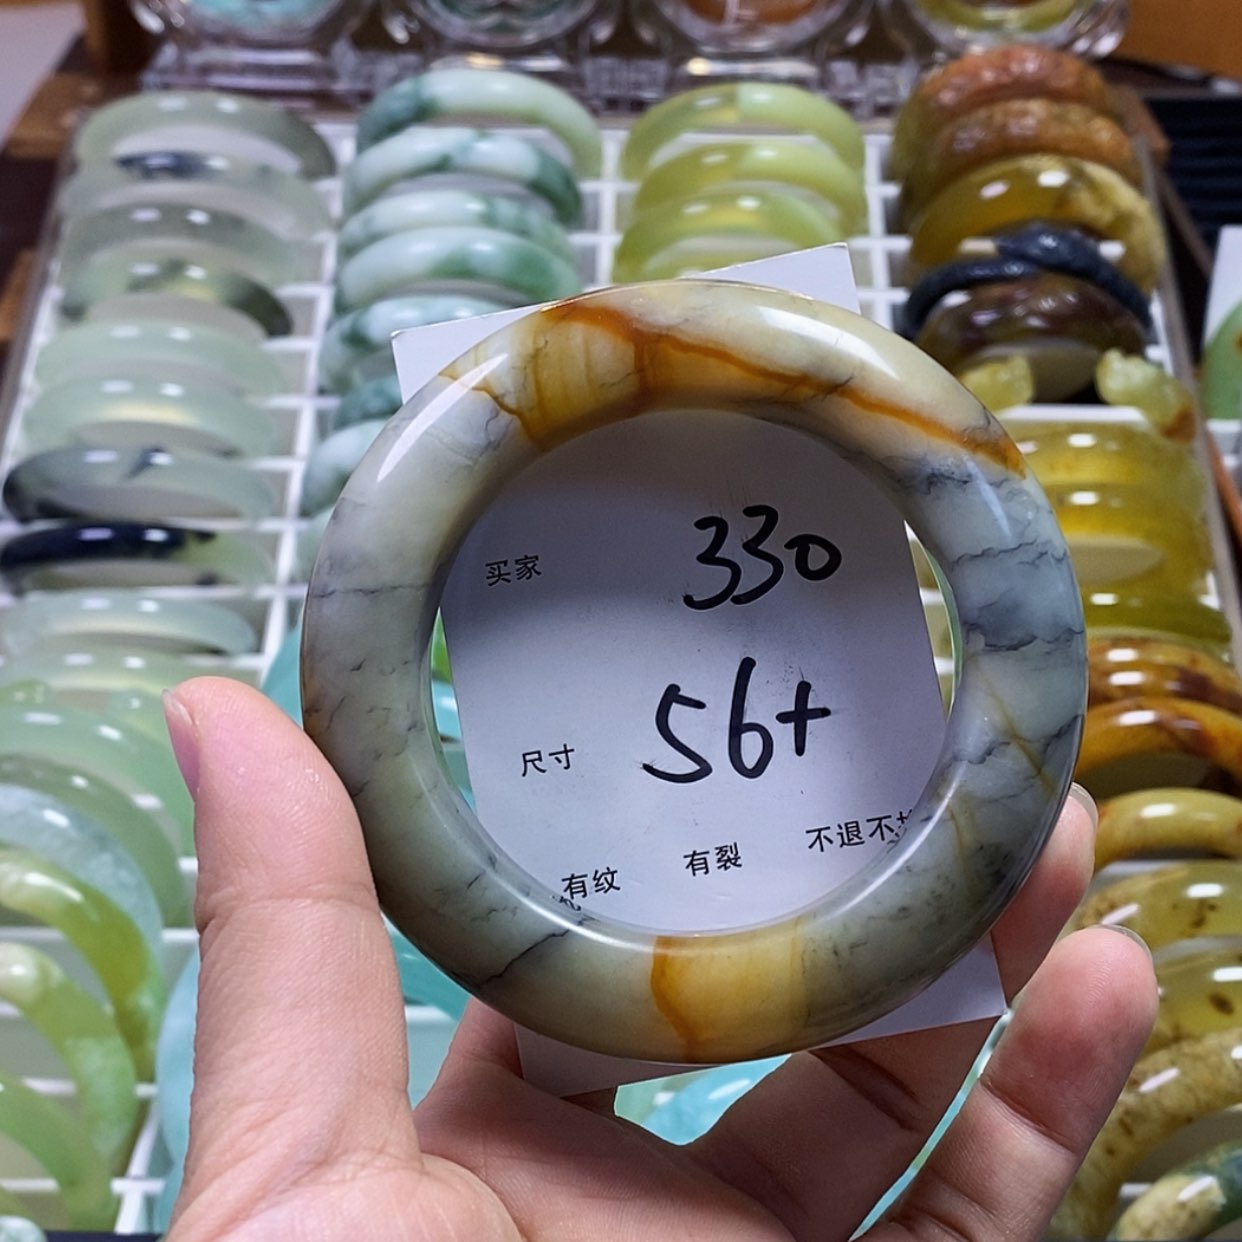 买家 330
尺寸 56+
有纹 有裂 不退不